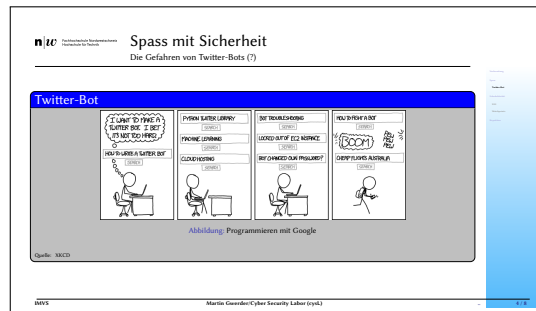 n|w Fachhochschule Nordwestschweiz
Hochschule für Technik
Spass mit Sicherheit
Die Gefahren von Twitter-Bots (?)
Twitter-Bot
I WANT TO MAKE A
TWITTER BOT. I BET
IT'S NOT TOO HARD.
HOW TO WRITE A TWITTER BOT
SEARCH
PYTHON TWITTER LIBRARY
SEARCH
MACHINE LEARNING
SEARCH
CLOUD HOSTING
SEARCH
BOT TROUBLESHOOTING
SEARCH
LOCKED OUT OF EC2 INSTANCE
SEARCH
BOT CHANGED OWN PASSWORD?
SEARCH
HOW TO FIGHT A BOT
SEARCH
BOOM
CHEAP FLIGHTS AUSTRALIA
SEARCH
Abbildung: Programmieren mit Google
Quelle: XKCD
IMVS
Martin Gwerder/Cyber Security Labor (cysL)
4 / 8